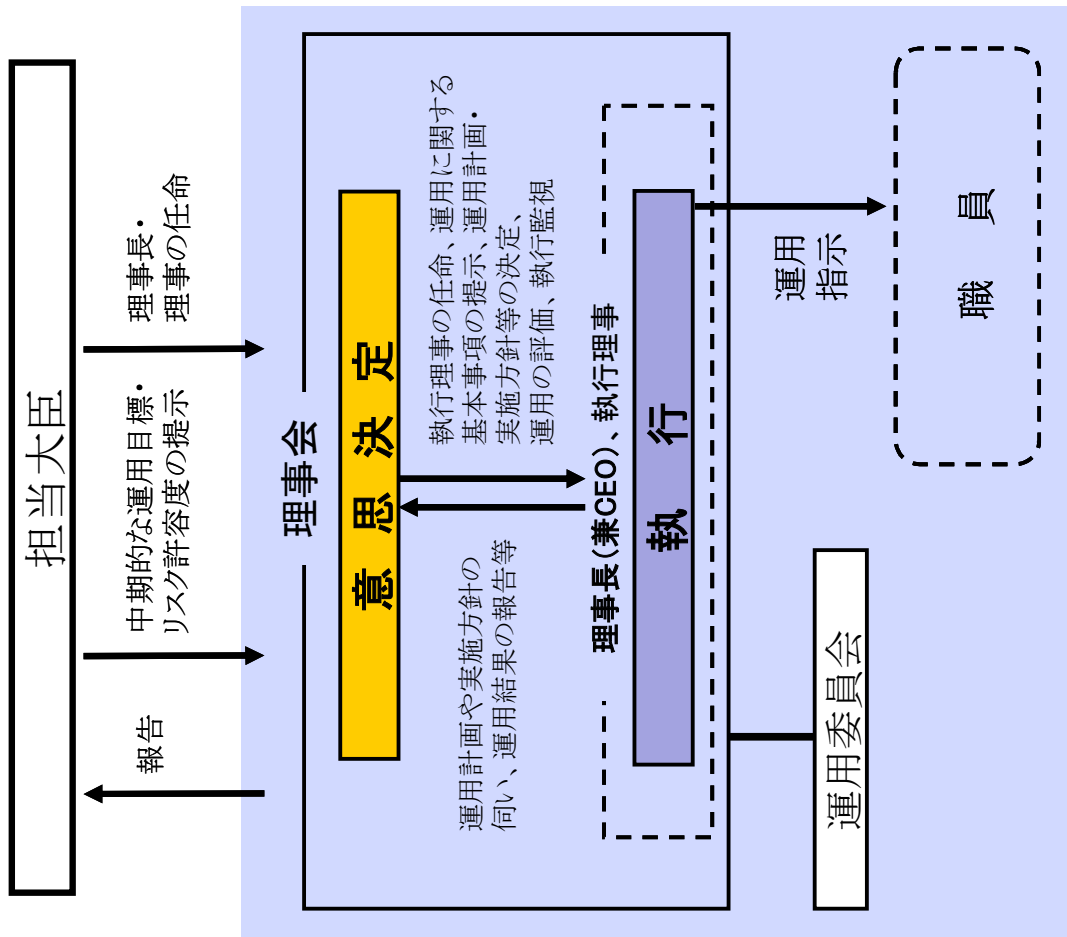 担当大臣
報告
中期的な運用目標・
リスク許容度の提示
理事長・
理事の任命
理事会
意思決定
運用計画や実施方針の
伺い、運用結果の報告等
執行理事の任命、運用に関する
基本事項の提示、運用計画・
実施方針等の決定、
運用の評価、執行監視
理事長(兼CEO)、執行理事
執行
運用
指示
運用委員会
職員